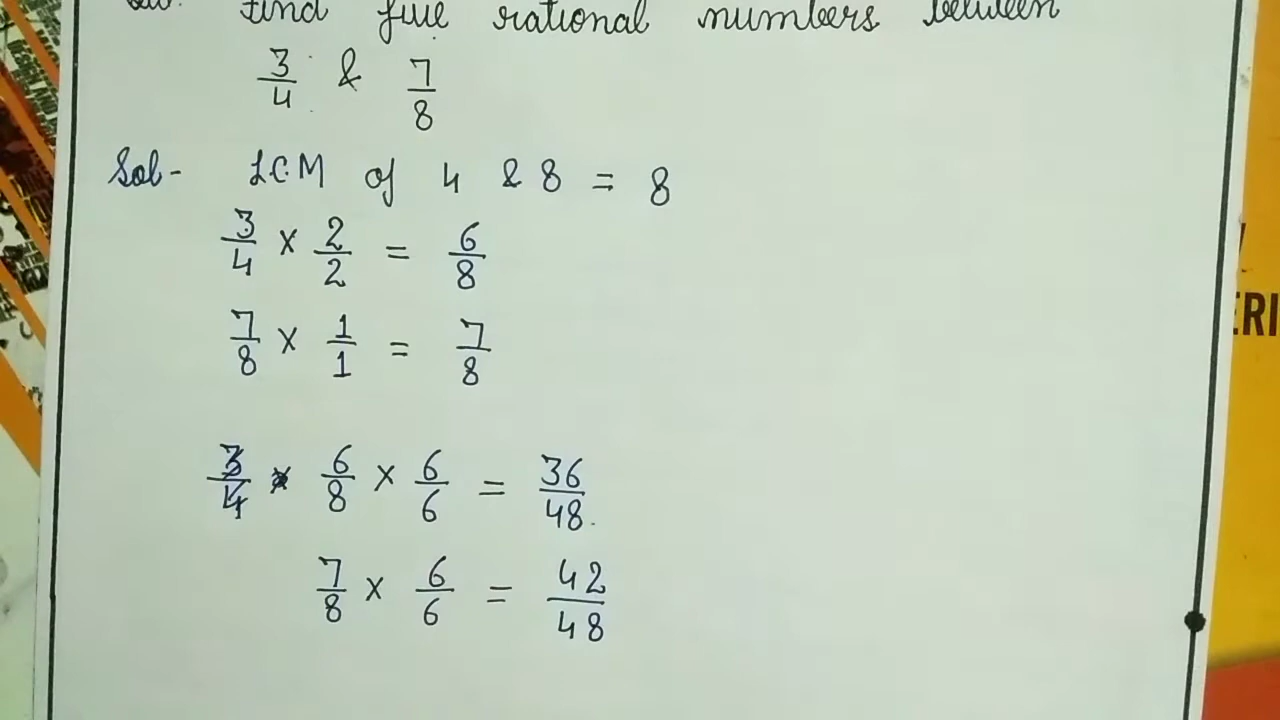 find five rational numbers between
3/4 & 7/8
Sol- L.C.M of 4 & 8 = 8
3/4 × 2/2 = 6/8
7/8 × 1/1 = 7/8
6/8 × 6/6 = 36/48
7/8 × 6/6 = 42/48
ERI